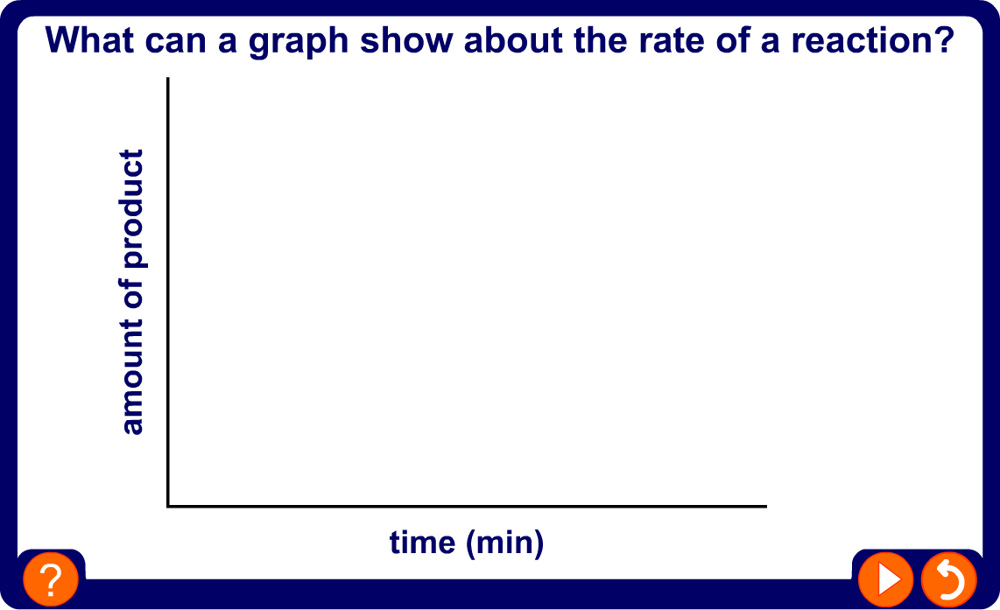 What can a graph show about the rate of a reaction?
amount of product
time (min)
?